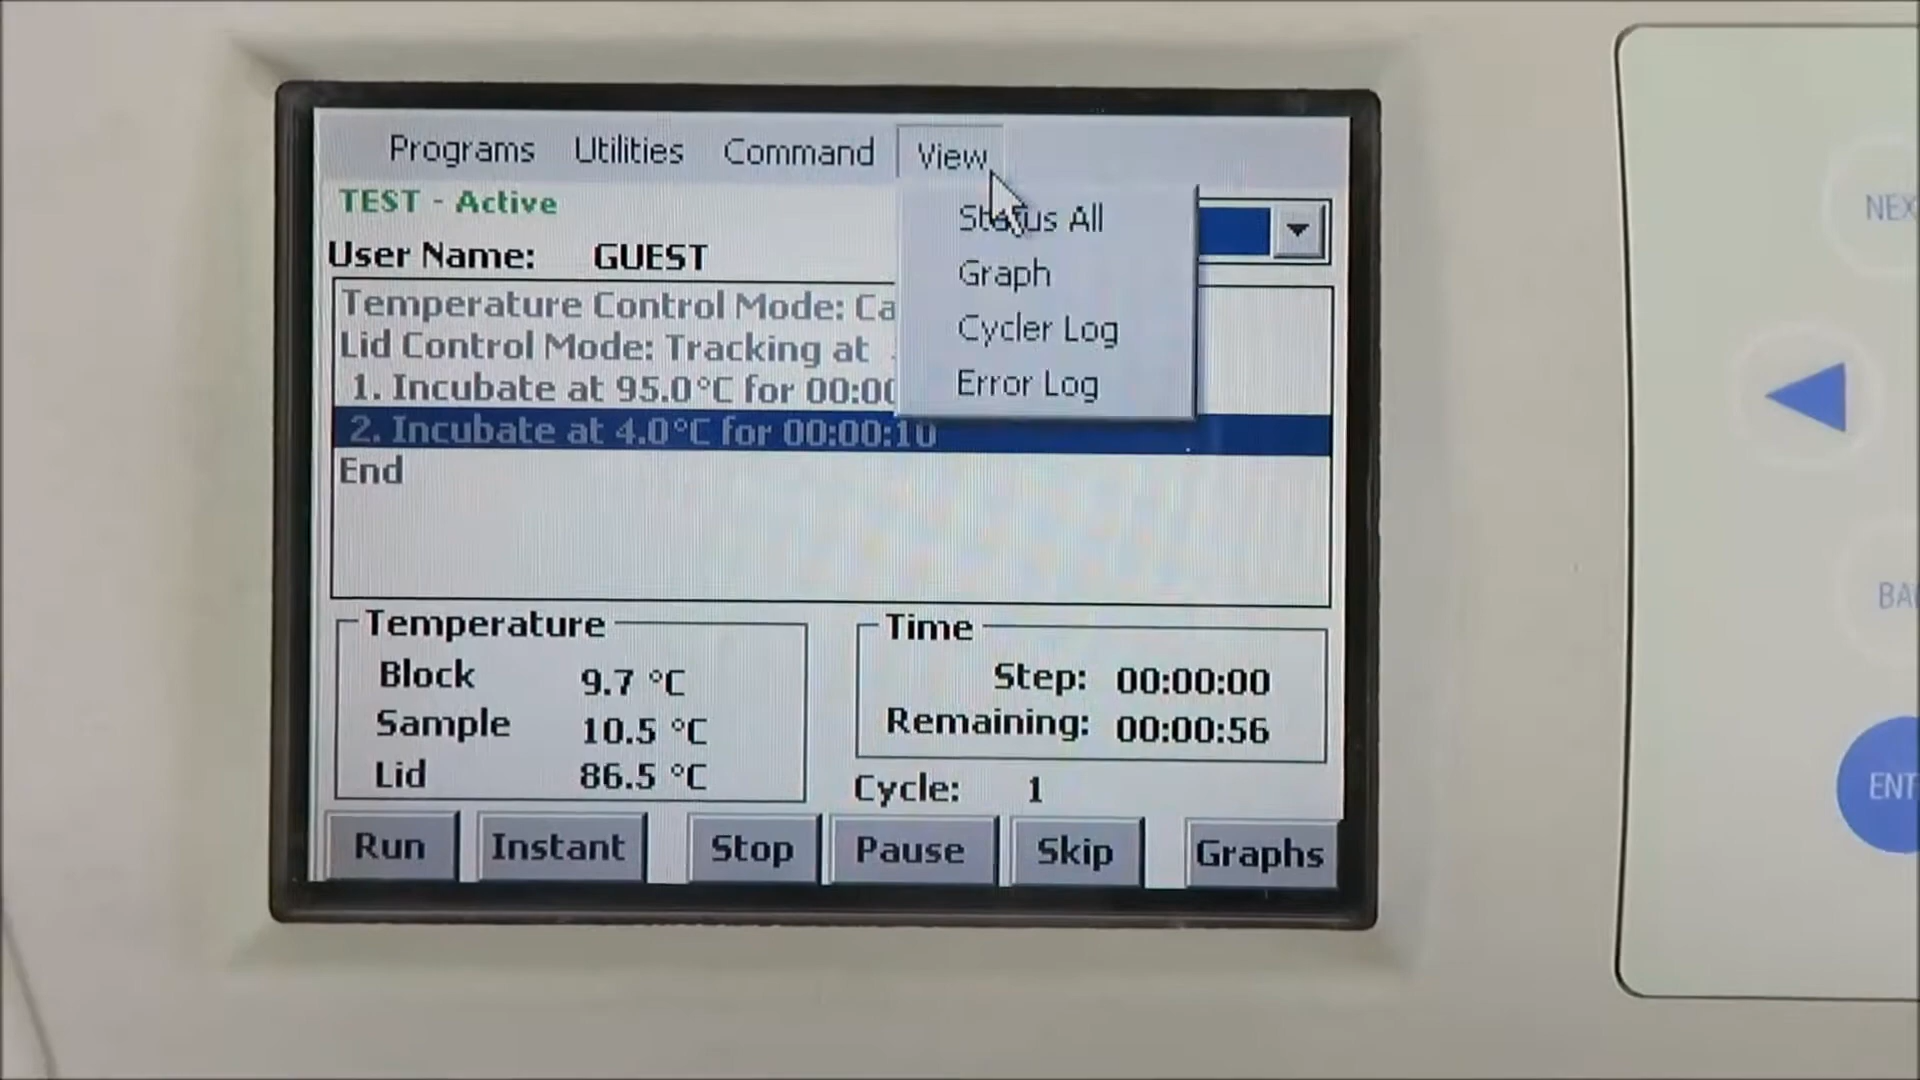 Programs Utilities Command View
TEST - Active
Status All
Graph
Cycler Log
Error Log
User Name: GUEST
Temperature Control Mode:
Lid Control Mode: Tracking at
1. Incubate at 95.0°C for 00:00
2. Incubate at 4.0°C for 00:00:10
End
Temperature
Block 9.7 °C
Sample 10.5 °C
Lid 86.5 °C
Time
Step: 00:00:00
Remaining: 00:00:56
Cycle: 1
Run Instant Stop Pause Skip Graphs